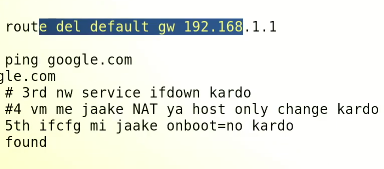 route del default gw 192.168.1.1
ping google.com
gle.com
# 3rd nw service ifdown kardo
#4 vm me jaake NAT ya host only change kardo
5th ifcfg mi jaake onboot=no kardo
found